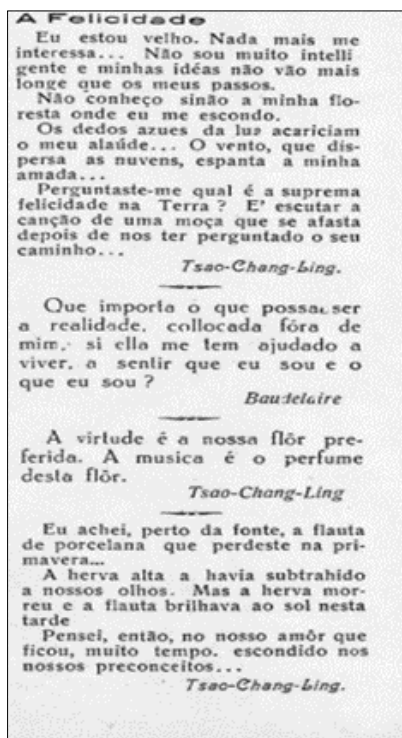 A Felicidade
Eu estou velho. Nada mais me
interessa... Não sou muito intelli
gente e minhas idéas não vão mais
longe que os meus passos.
Não conheço sinão a minha flo-
resta onde eu me escondo.
Os dedos azues da lua acariciam
o meu alaúde... O vento, que dis-
persa as nuvens, espanta a minha
amada...
Perguntaste-me qual é a suprema
felicidade na Terra? E' escutar a
canção de uma moça que se afasta
depois de nos ter perguntado o seu
caminho...
Tsao-Chang-Ling.
Que importa o que possa ser
a realidade, collocada fóra de
mim, si ella me tem ajudado a
viver, a sentir que eu sou e o
que eu sou?
Baudelaire
A virtude é a nossa flôr pre-
ferida. A musica é o perfume
desta flôr.
Tsao-Chang-Ling
Eu achei, perto da fonte, a flauta
de porcelana que perdeste na pri-
mavera...
A herva alta a havia subtrahido
a nossos olhos. Mas a herva mor-
reu e a flauta brilhava ao sol nesta
tarde
Pensei, então, no nosso amôr que
ficou, muito tempo. escondido nos
nossos preconceitos...
Tsao-Chang-Ling.